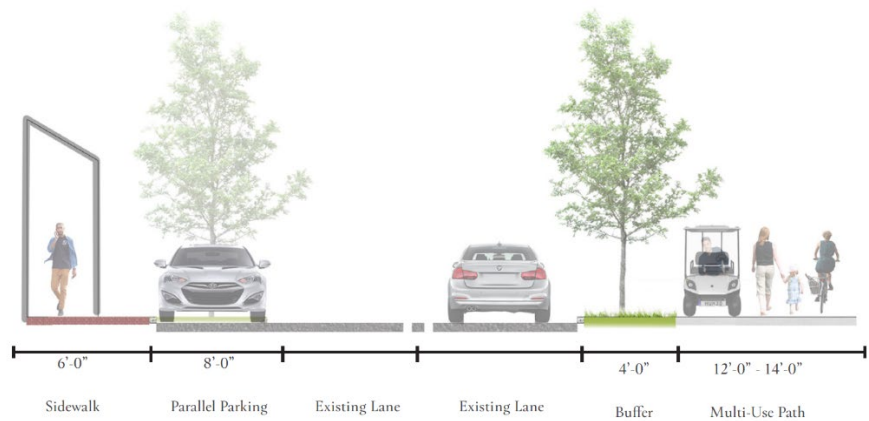 6'-0"
8'-0"
4'-0"
12'-0" - 14'-0"
Sidewalk
Parallel Parking
Existing Lane
Existing Lane
Buffer
Multi-Use Path